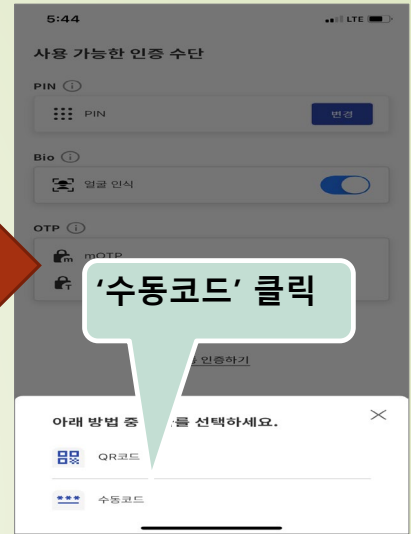 5:44
LTE
사용 가능한 인증 수단
PIN
PIN
변경
Bio
얼굴 인식
OTP
mOTP
'수동코드' 클릭
인증하기
아래 방법 중
를 선택하세요.
QR코드
수동코드